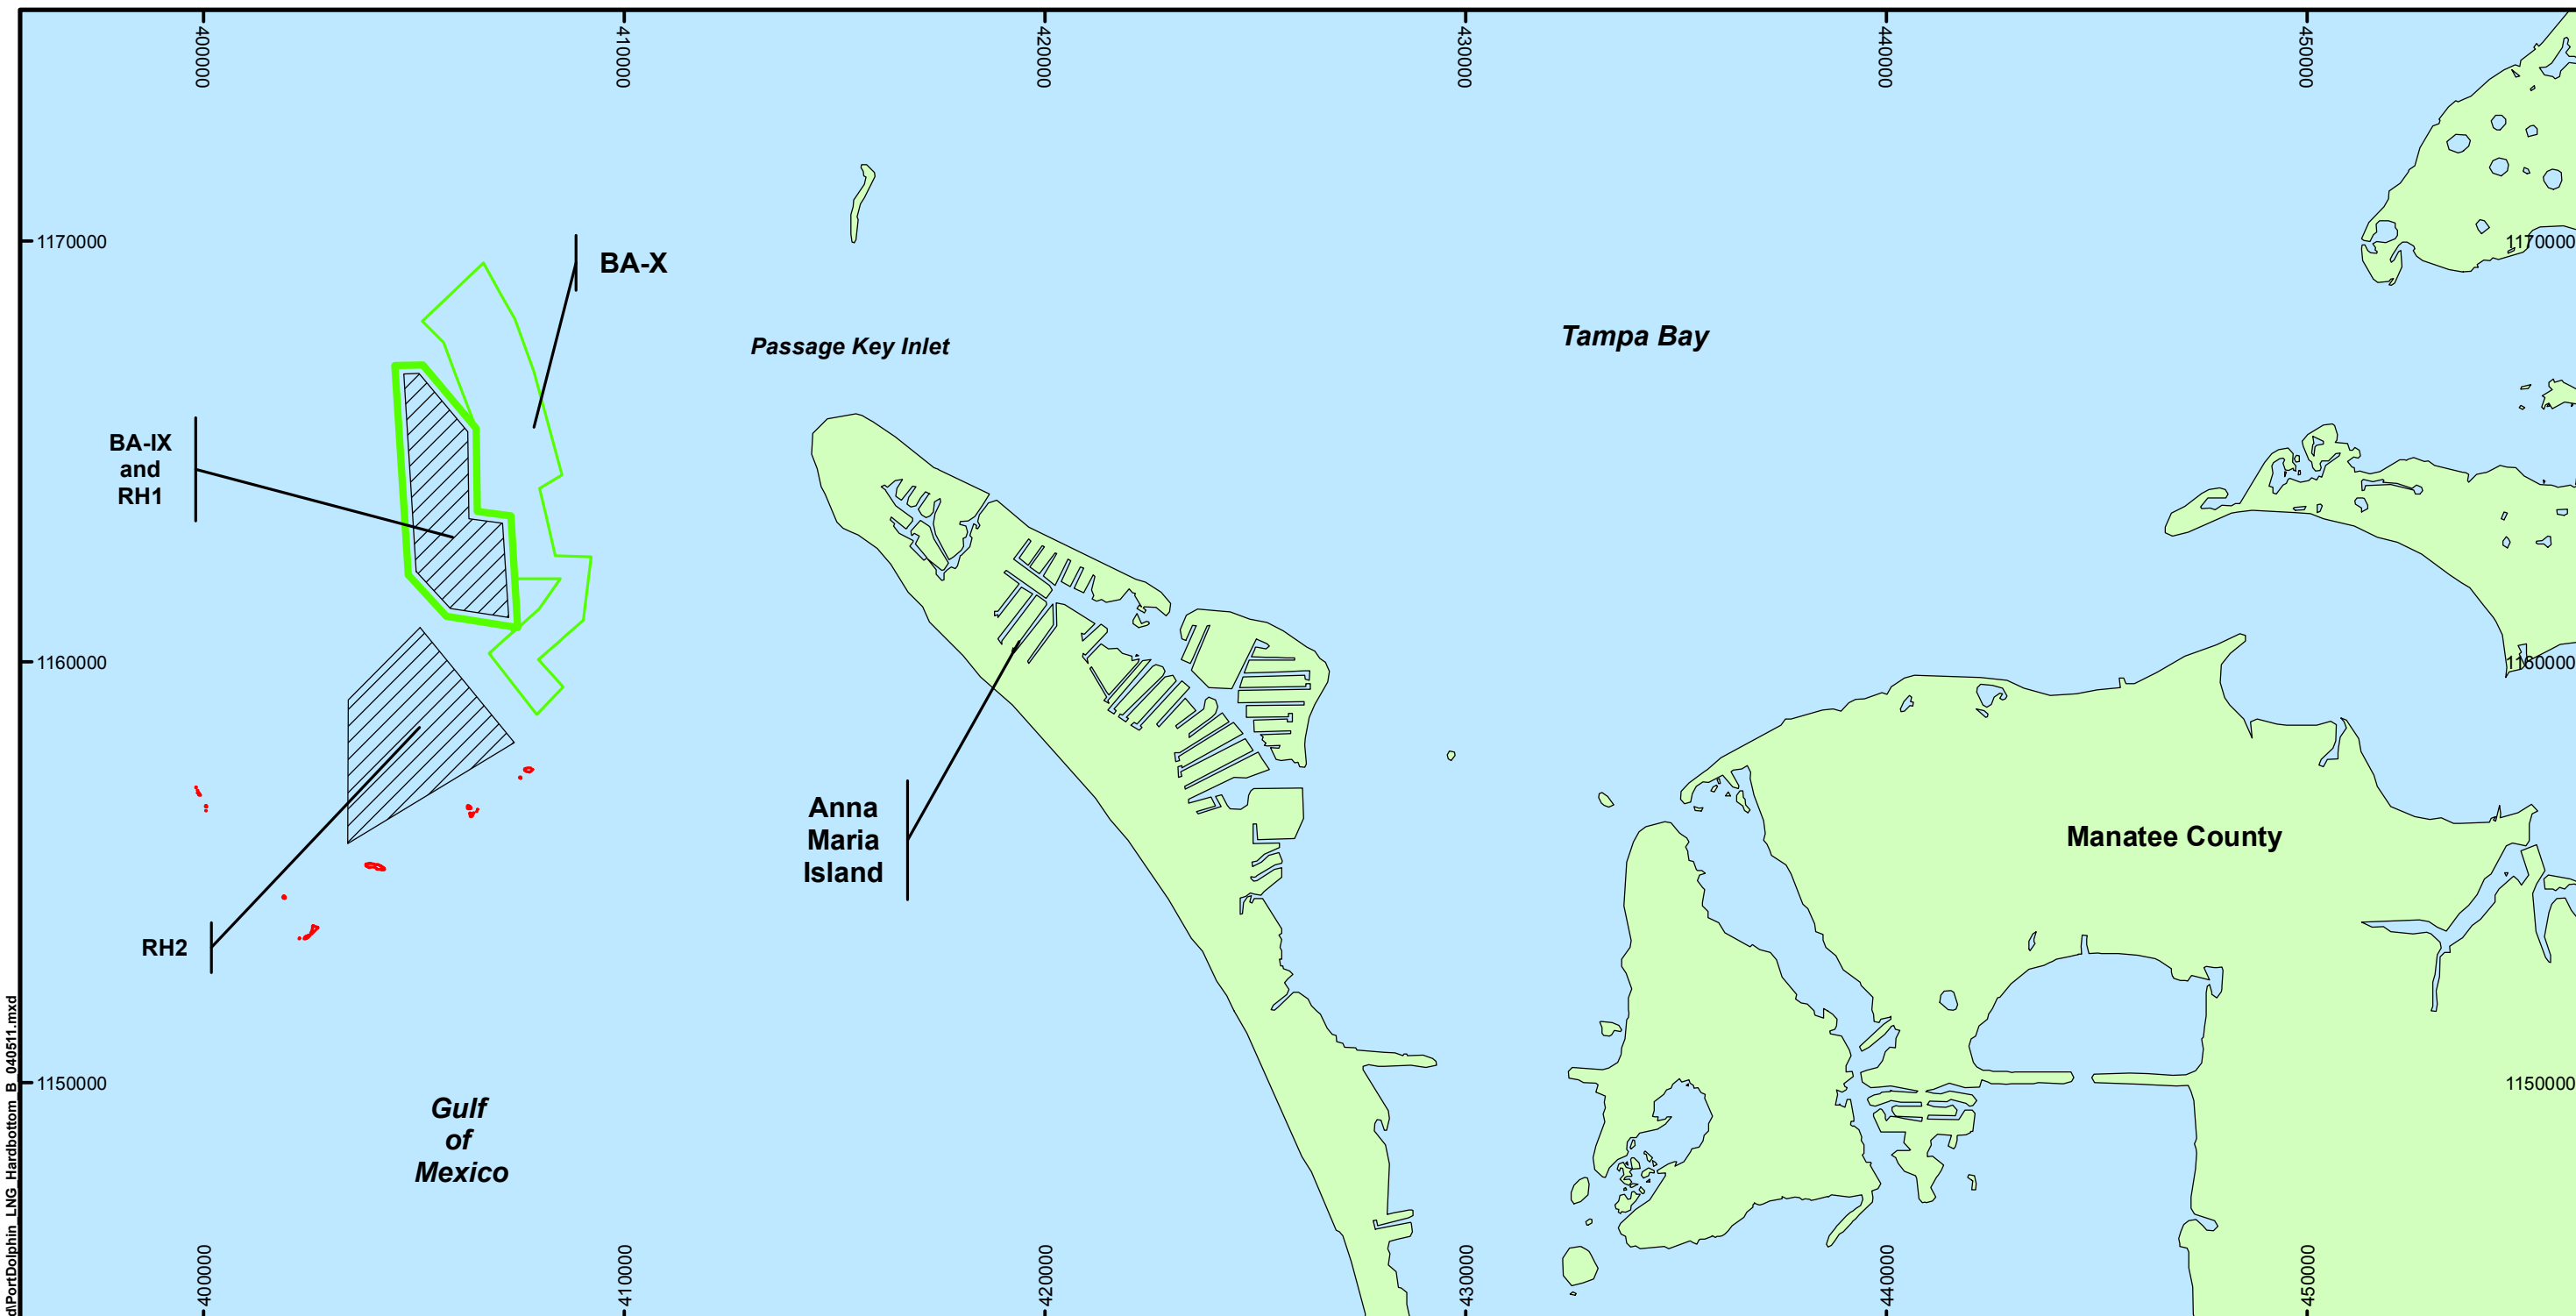 400000
410000
420000
430000
440000
450000
1170000
1170000
BA-X
Passage Key Inlet
Tampa Bay
BA-IX
and
RH1
1160000
1160000
Anna
Maria
Island
Manatee County
RH2
1150000
1150000
Gulf
of
Mexico
d\PortDolphin_LNG_Hardbottom_B_040511.mxd
400000
410000
420000
430000
440000
450000